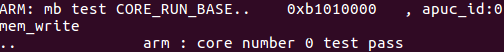 ARM: mb test CORE_RUN_BASE..    0xb1010000   , apuc_id:0
mem_write
..              arm : core number 0 test pass